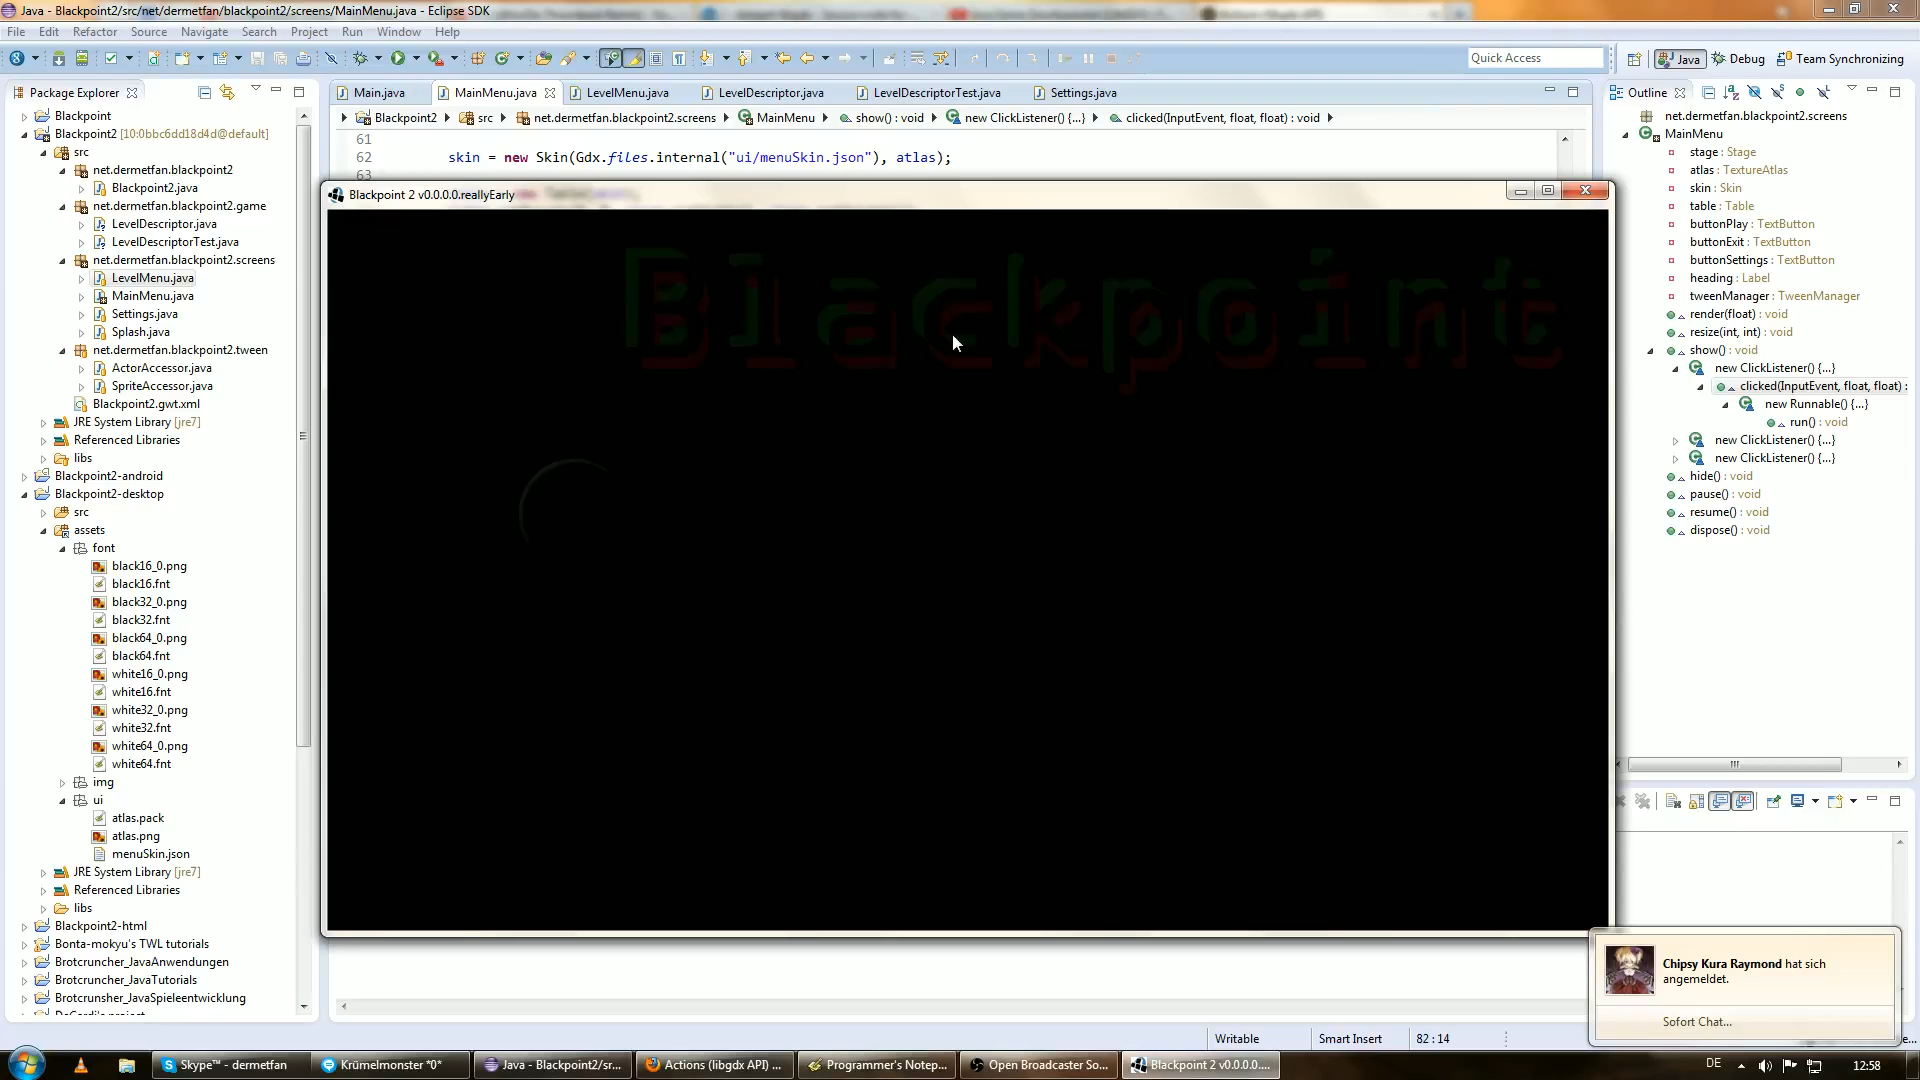 Java - Blackpoint2/src/net/dermetfan/blackpoint2/screens/MainMenu.java - Eclipse SDK
File Edit Refactor Source Navigate Search Project Run Window Help
Quick Access
Java
Debug
Team Synchronizing
Package Explorer
Main.java
MainMenu.java
LevelMenu.java
LevelDescriptor.java
LevelDescriptorTest.java
Settings.java
Outline
Blackpoint2
src
net.dermetfan.blackpoint2.screens
MainMenu
show() : void
new ClickListener() {...}
clicked(InputEvent, float, float) : void
61
62 skin = new Skin(Gdx.files.internal("ui/menuSkin.json"), atlas);
63
Blackpoint 2 v0.0.0.0.reallyEarly
Blackpoint
Blackpoint
Blackpoint2 [10:0bbc6dd18d4d@default]
src
net.dermetfan.blackpoint2
Blackpoint2.java
net.dermetfan.blackpoint2.game
LevelDescriptor.java
LevelDescriptorTest.java
net.dermetfan.blackpoint2.screens
LevelMenu.java
MainMenu.java
Settings.java
Splash.java
net.dermetfan.blackpoint2.tween
ActorAccessor.java
SpriteAccessor.java
Blackpoint2.gwt.xml
JRE System Library [jre7]
Referenced Libraries
libs
Blackpoint2-android
Blackpoint2-desktop
src
assets
font
black16_0.png
black16.fnt
black32_0.png
black32.fnt
black64_0.png
black64.fnt
white16_0.png
white16.fnt
white32_0.png
white32.fnt
white64_0.png
white64.fnt
img
ui
atlas.pack
atlas.png
menuSkin.json
JRE System Library [jre7]
Referenced Libraries
libs
Blackpoint2-html
Bonta-mokyu's TWL tutorials
Brotcruncher_JavaAnwendungen
Brotcruncher_JavaTutorials
Brotcrunsher_JavaSpieleentwicklung
net.dermetfan.blackpoint2.screens
MainMenu
stage : Stage
atlas : TextureAtlas
skin : Skin
table : Table
buttonPlay : TextButton
buttonExit : TextButton
buttonSettings : TextButton
heading : Label
tweenManager : TweenManager
render(float) : void
resize(int, int) : void
show() : void
new ClickListener() {...}
clicked(InputEvent, float, float) :
new Runnable() {...}
run() : void
new ClickListener() {...}
new ClickListener() {...}
hide() : void
pause() : void
resume() : void
dispose() : void
Chipsy Kura Raymond hat sich
angemeldet.
Sofort Chat...
Writable
Smart Insert
82 : 14
Skype™ - dermetfan
Krümelmonster *0*
Java - Blackpoint2/sr...
Actions (libgdx API) ...
Programmer's Notep...
Open Broadcaster So...
Blackpoint 2 v0.0.0.0....
DE
12:58